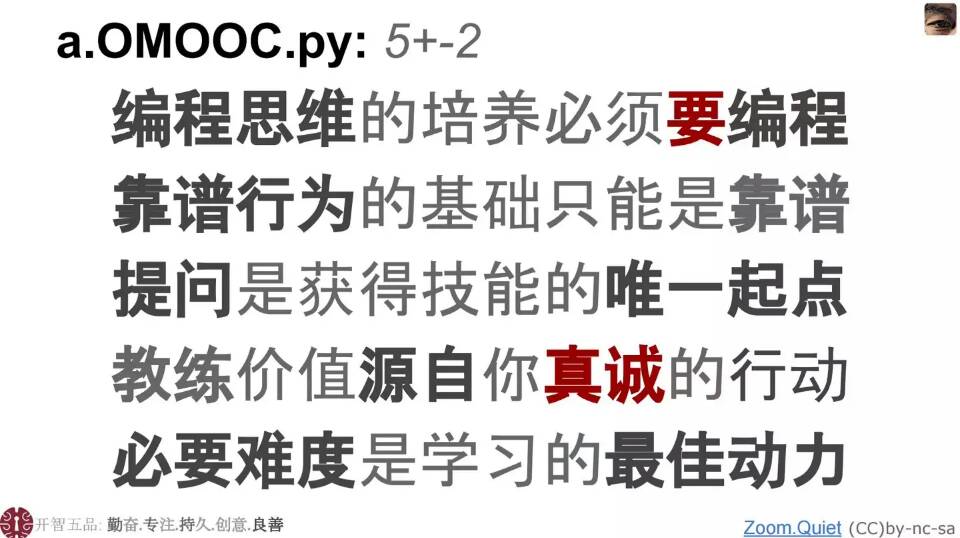 a.OMOOC.py: 5+-2
编程思维的培养必须要编程
靠谱行为的基础只能是靠谱
提问是获得技能的唯一起点
教练价值源自你真诚的行动
必要难度是学习的最佳动力
开智五品: 勤奋.专注.持久.创意.良善
Zoom.Quiet (CC)by-nc-sa